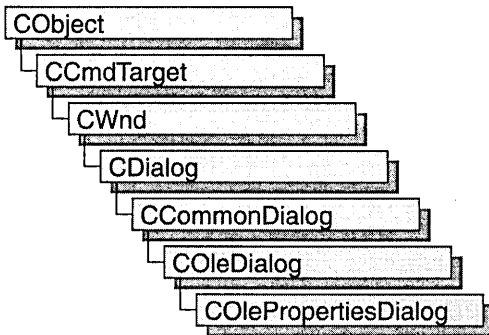 CObject
CCmdTarget
CWnd
CDialog
CCommonDialog
COleDialog
COlePropertiesDialog